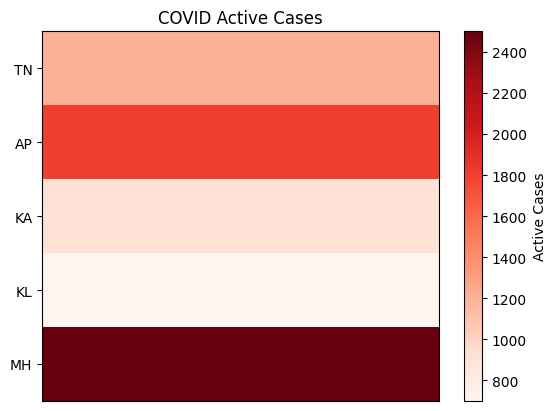 COVID Active Cases
TN
AP
KA
KL
MH
2400
2200
2000
1800
1600
1400
1200
1000
800
Active Cases